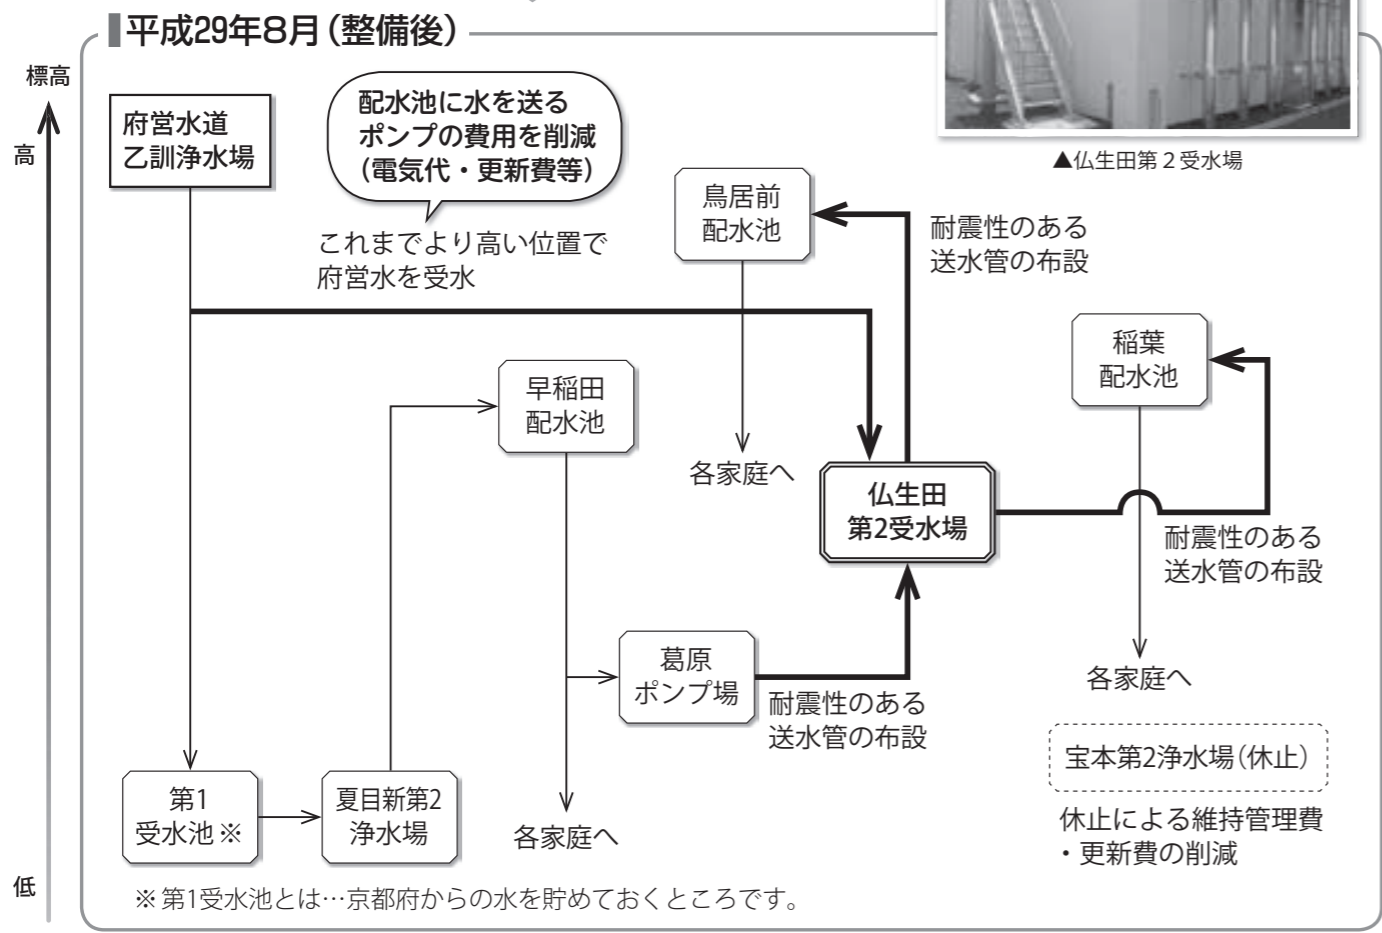 平成29年8月(整備後)
標高
高
低
府営水道
乙訓浄水場
配水池に水を送る
ポンプの費用を削減
(電気代・更新費等)
これまでより高い位置で
府営水を受水
▲仏生田第2受水場
鳥居前
配水池
耐震性のある
送水管の布設
稲葉
配水池
早稲田
配水池
各家庭へ
仏生田
第2受水場
耐震性のある
送水管の布設
葛原
ポンプ場
耐震性のある
送水管の布設
各家庭へ
宝本第2浄水場(休止)
休止による維持管理費
・更新費の削減
第1
受水池※
夏目新第2
浄水場
各家庭へ
※第1受水池とは…京都府からの水を貯めておくところです。